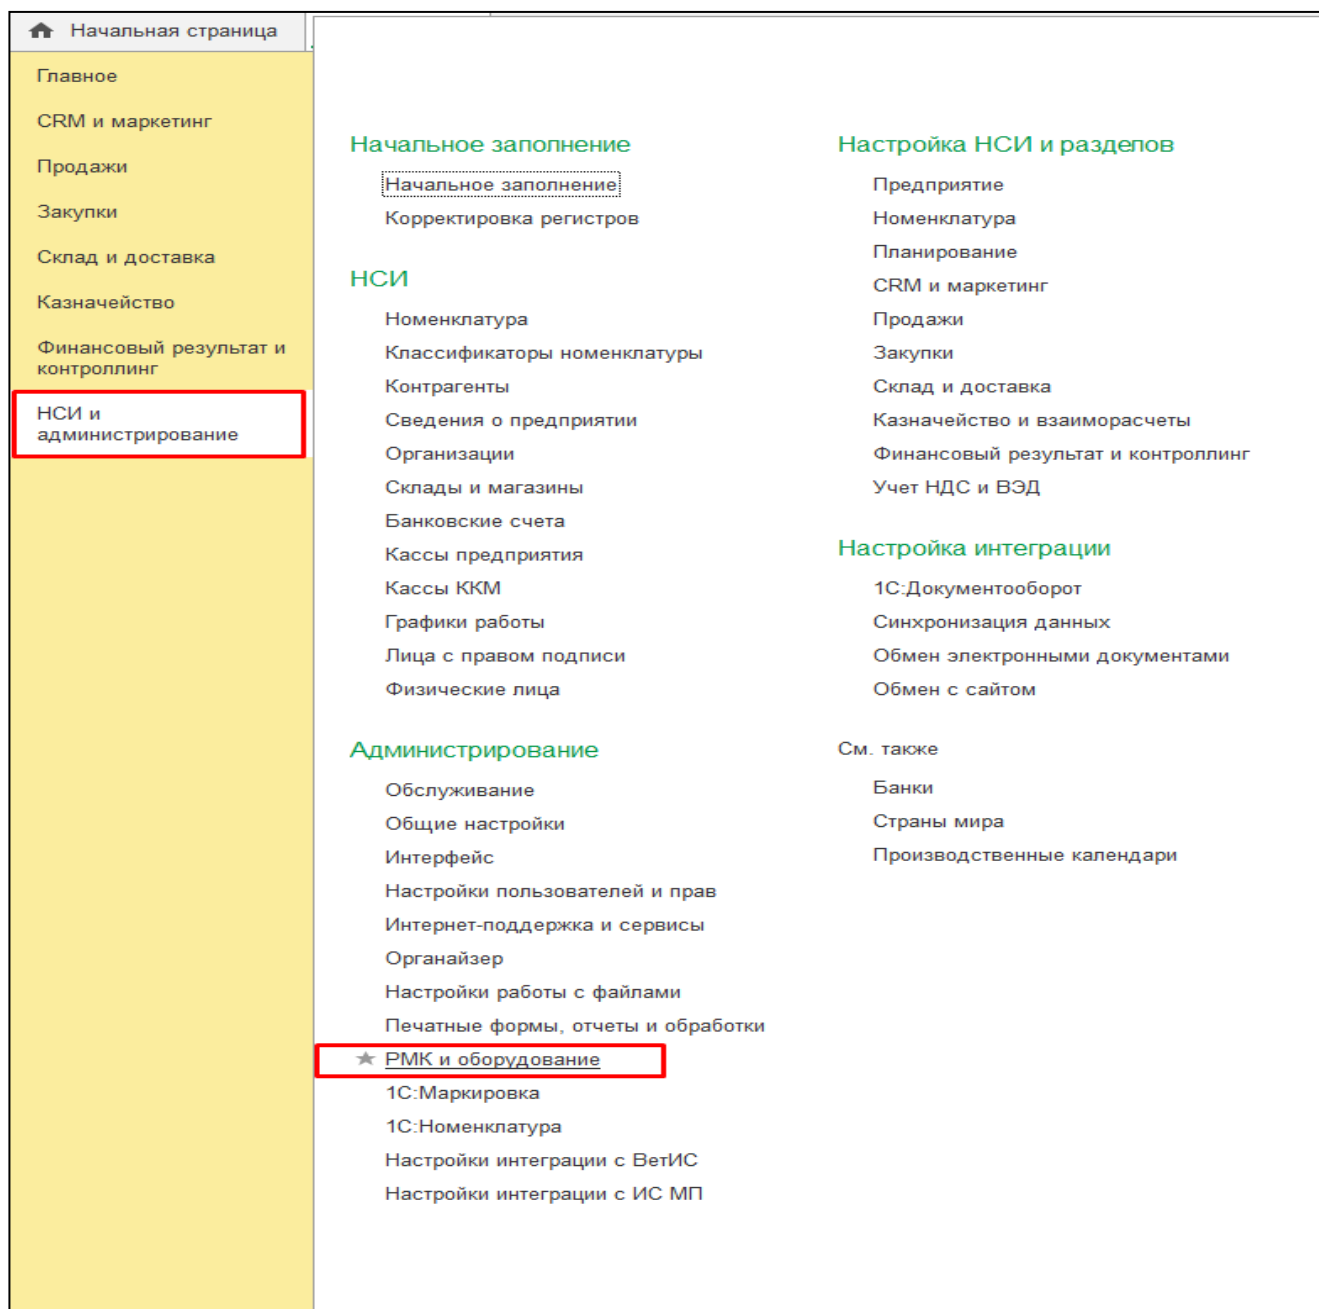 Начальная страница
Главное
CRM и маркетинг
Продажи
Закупки
Склад и доставка
Казначейство
Финансовый результат и
контроллинг
НСИ и
администрирование
Начальное заполнение
Начальное заполнение
Корректировка регистров
НСИ
Номенклатура
Классификаторы номенклатуры
Контрагенты
Сведения о предприятии
Организации
Склады и магазины
Банковские счета
Кассы предприятия
Кассы ККМ
Графики работы
Лица с правом подписи
Физические лица
Администрирование
Обслуживание
Общие настройки
Интерфейс
Настройки пользователей и прав
Интернет-поддержка и сервисы
Органайзер
Настройки работы с файлами
Печатные формы, отчеты и обработки
РМК и оборудование
1С:Маркировка
1С:Номенклатура
Настройки интеграции с ВетИС
Настройки интеграции с ИС МП
Настройка НСИ и разделов
Предприятие
Номенклатура
Планирование
CRM и маркетинг
Продажи
Закупки
Склад и доставка
Казначейство и взаиморасчеты
Финансовый результат и контроллинг
Учет НДС и ВЭД
Настройка интеграции
1С:Документооборот
Синхронизация данных
Обмен электронными документами
Обмен с сайтом
См. также
Банки
Страны мира
Производственные календари